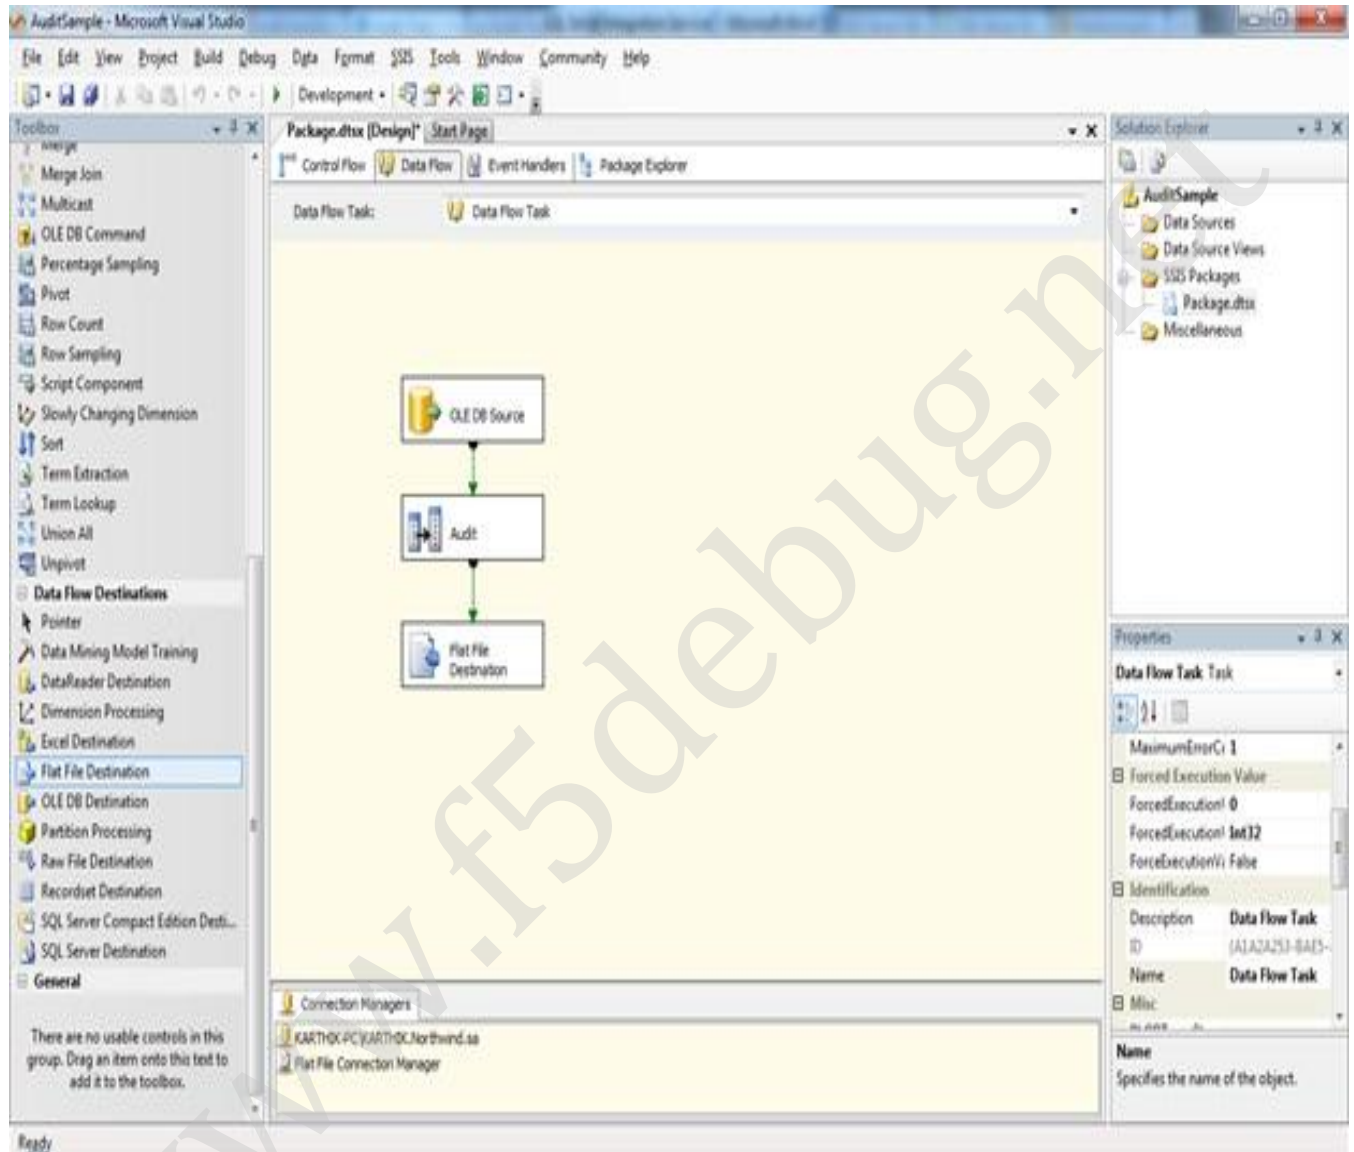 AuditSample - Microsoft Visual Studio
File Edit View Project Build Debug Data Format SSIS Tools Window Community Help
Development
Toolbox
Merge
Merge Join
Multicast
OLE DB Command
Percentage Sampling
Pivot
Row Count
Row Sampling
Script Component
Slowly Changing Dimension
Sort
Term Extraction
Term Lookup
Union All
Unpivot
Data Flow Destinations
Pointer
Data Mining Model Training
DataReader Destination
Dimension Processing
Excel Destination
Flat File Destination
OLE DB Destination
Partition Processing
Raw File Destination
Recordset Destination
SQL Server Compact Edition Desti...
SQL Server Destination
General
There are no usable controls in this
group. Drag an item onto this text to
add it to the toolbox.
Package.dtsx [Design]* Start Page
Control Flow Data Flow Event Handlers Package Explorer
Data Flow Task: Data Flow Task
OLE DB Source
Audit
Flat File
Destination
Connection Managers
KARTHIK-PC\KARTHIK.Northwind.sa
Flat File Connection Manager
Solution Explorer
AuditSample
Data Sources
Data Source Views
SSIS Packages
Package.dtsx
Miscellaneous
Properties
Data Flow Task Task
MaximumErrorC 1
Forced Execution Value
ForcedExecution 0
ForcedExecution Int32
ForceExecutionV False
Identification
Description Data Flow Task
ID {A1A2A253-BAE5-
Name Data Flow Task
Misc
Name
Specifies the name of the object.
Ready
w.f5debug.net